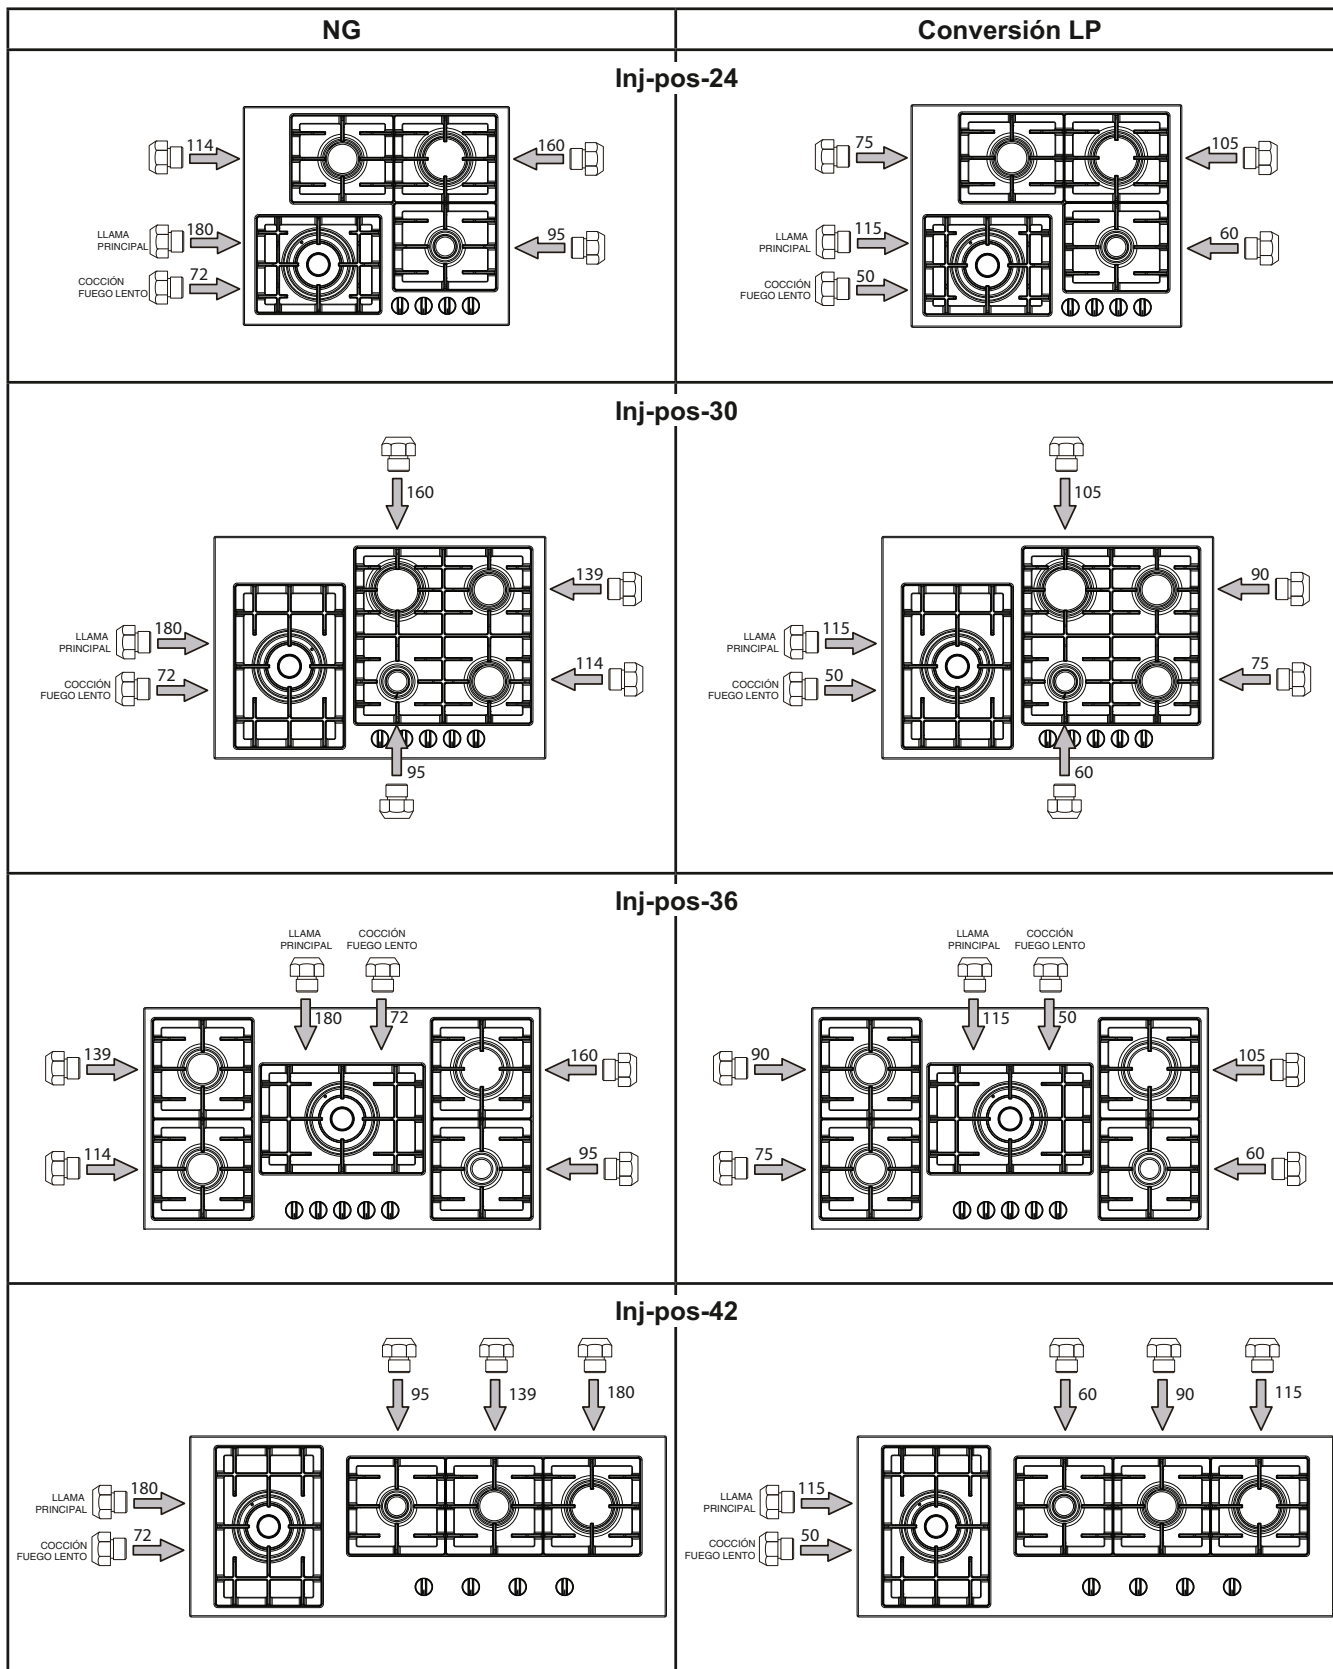 NG
Conversión LP
Inj-pos-24
114
160
LLAMA
PRINCIPAL
180
95
COCCIÓN
FUEGO LENTO
72
75
105
LLAMA
PRINCIPAL
115
60
COCCIÓN
FUEGO LENTO
50
Inj-pos-30
160
139
LLAMA
PRINCIPAL
180
114
COCCIÓN
FUEGO LENTO
72
95
105
90
LLAMA
PRINCIPAL
115
75
COCCIÓN
FUEGO LENTO
50
60
Inj-pos-36
LLAMA
PRINCIPAL
COCCIÓN
FUEGO LENTO
180
72
139
160
114
95
LLAMA
PRINCIPAL
COCCIÓN
FUEGO LENTO
115
50
90
105
75
60
Inj-pos-42
95
139
180
LLAMA
PRINCIPAL
180
COCCIÓN
FUEGO LENTO
72
60
90
115
LLAMA
PRINCIPAL
115
COCCIÓN
FUEGO LENTO
50